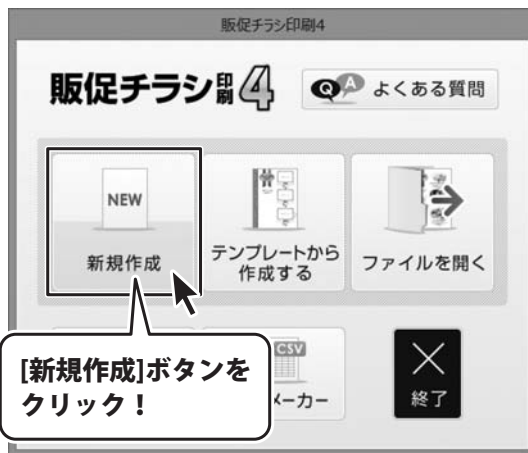 販促チラシ印刷4
販促チラシ印刷4
QA よくある質問
NEW
新規作成
テンプレートから
作成する
ファイルを開く
[新規作成]ボタンを
クリック！
CSV
メーカー
終了